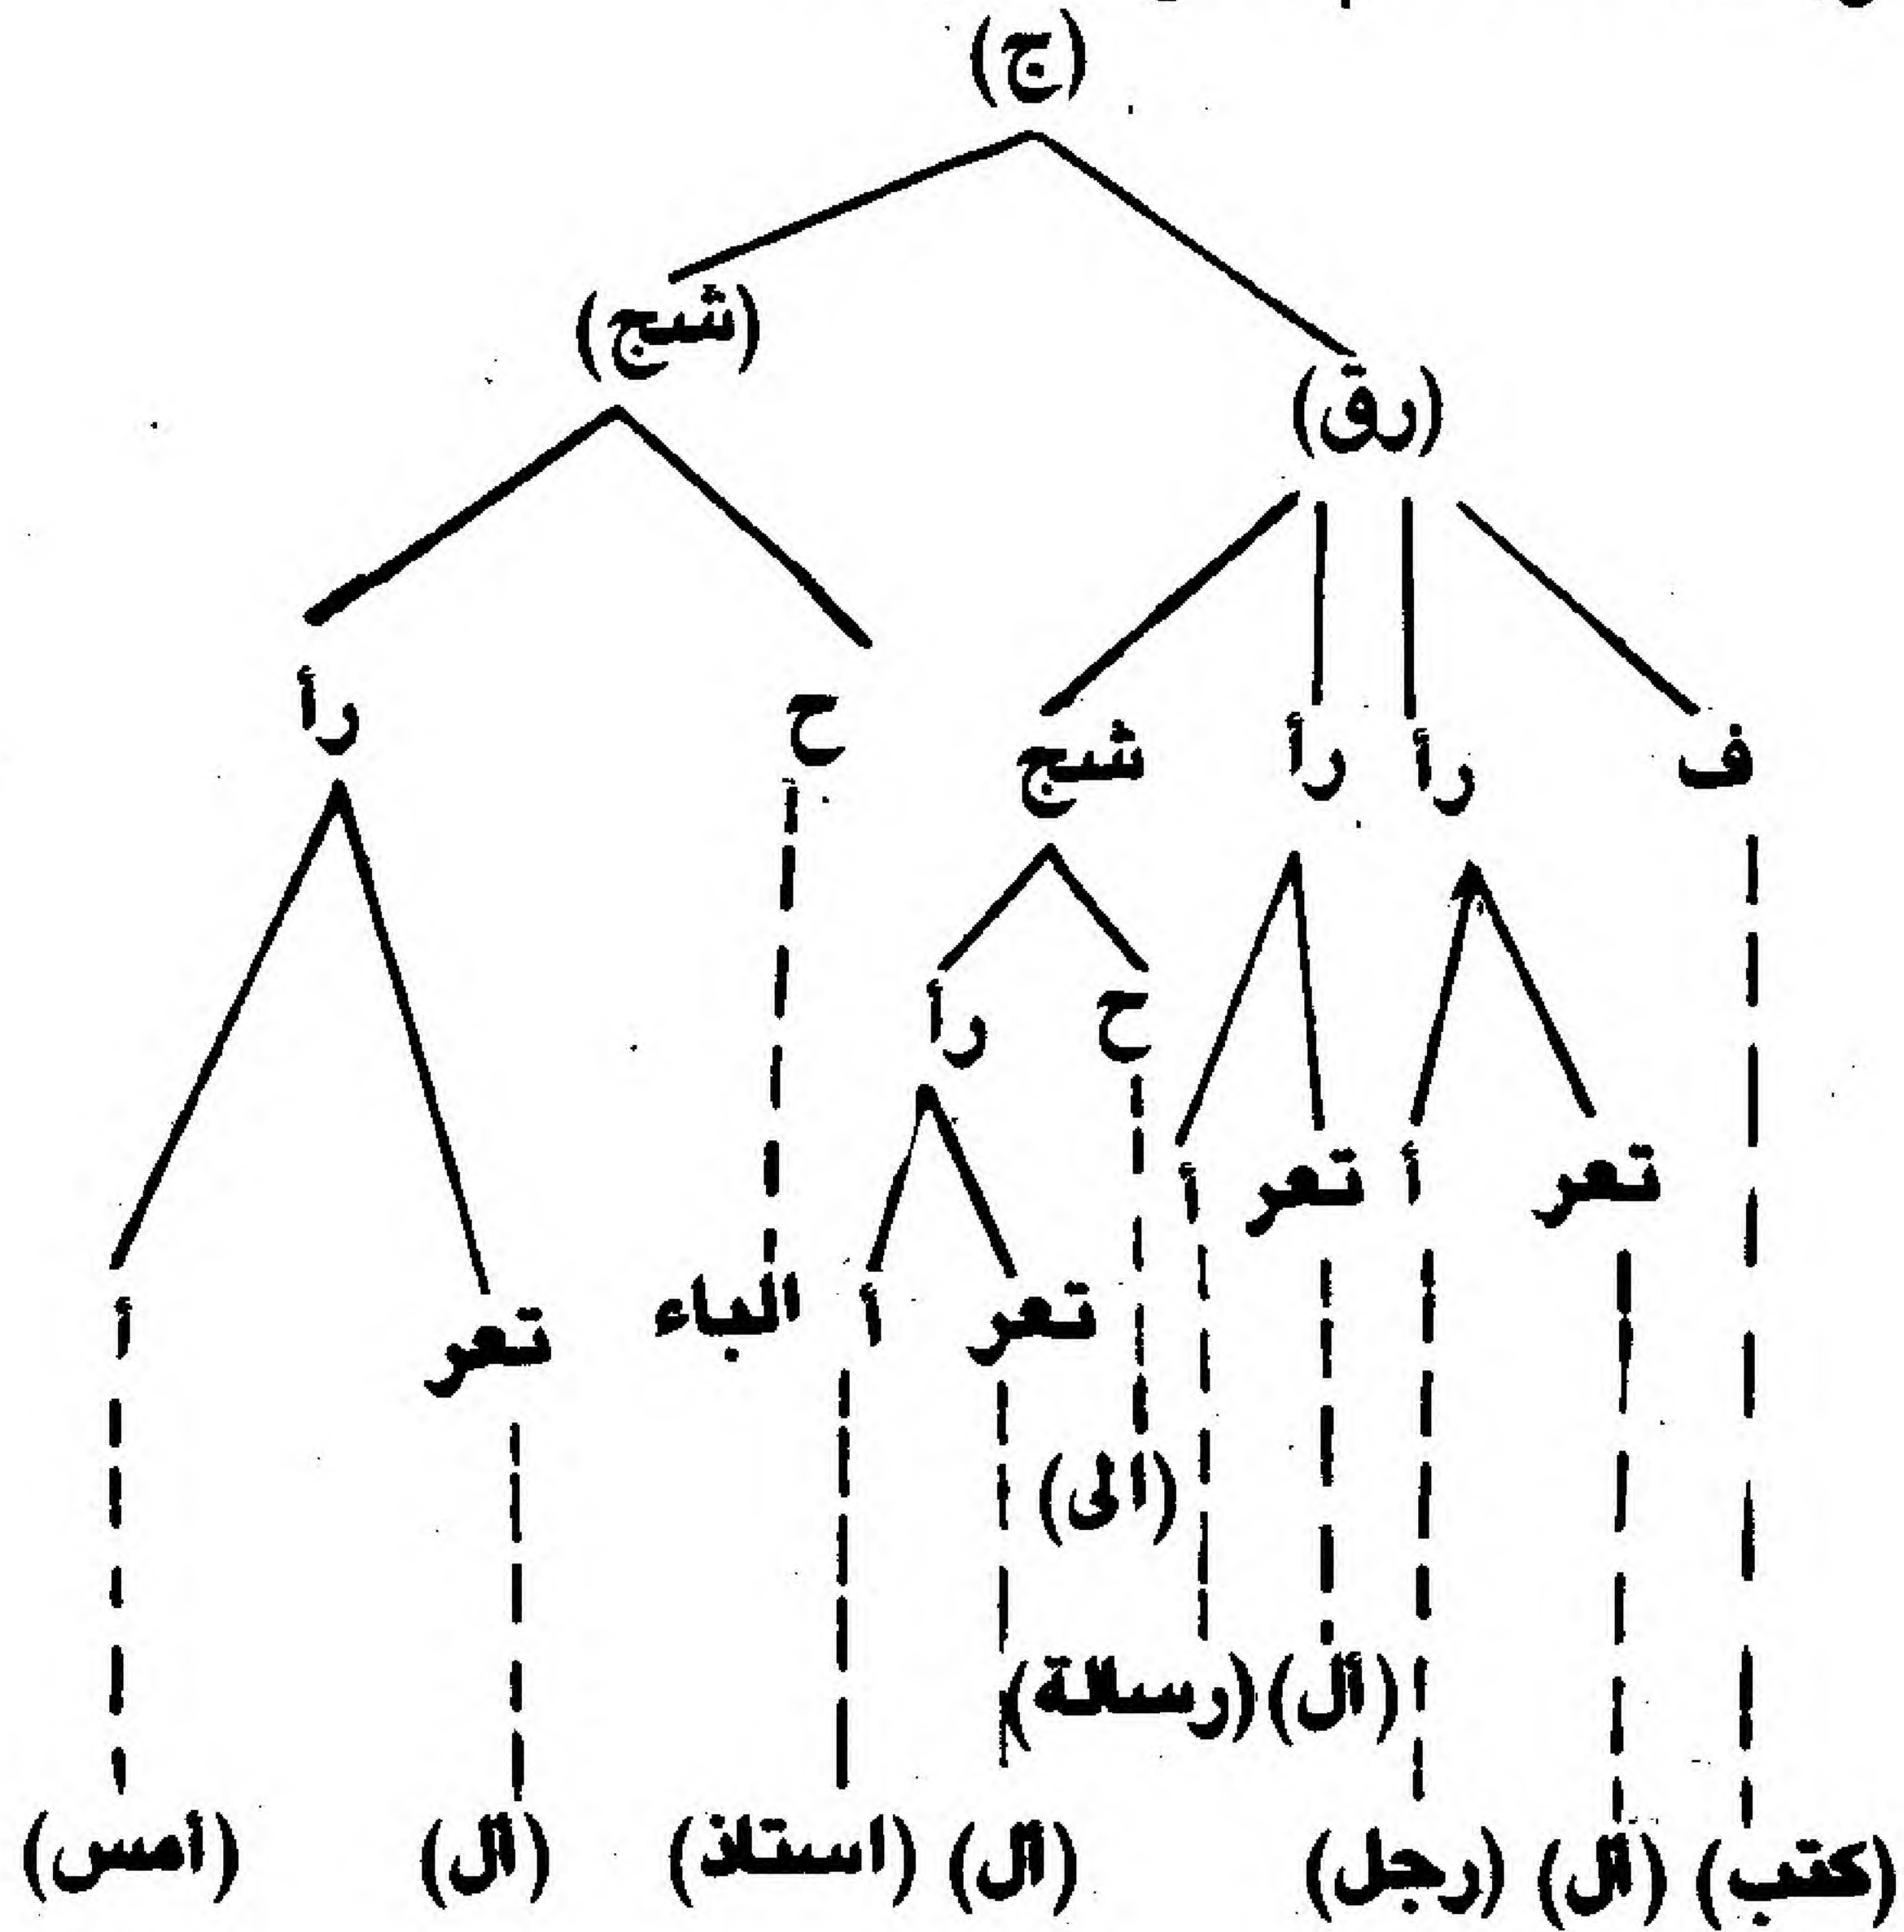 (ج)
(شج)
(رق)
رأ ح شج رأ رأ ف
رأ ح
أ تعر أ تعر
أ تعر الباء أ تعر
(الى)
(أل) (رسالة)
(كتب) (أل) (رجل) (أل) (استاذ) (أل) (أمس)